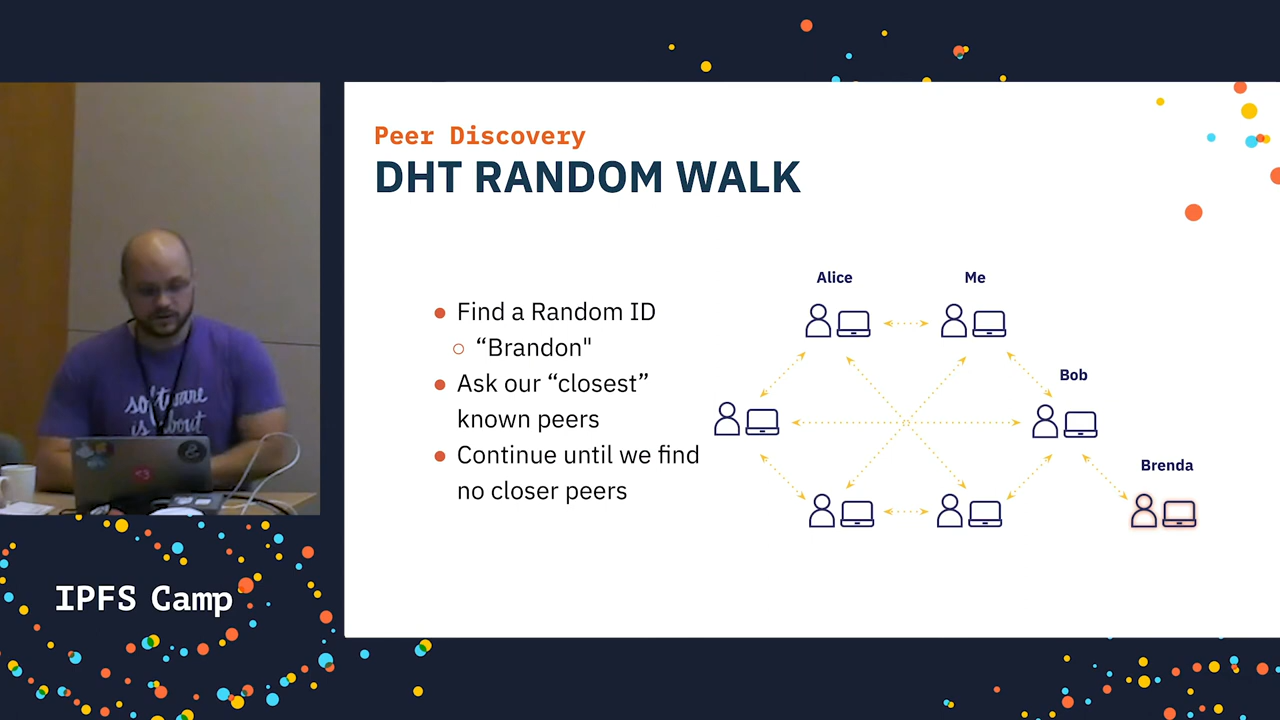 Peer Discovery
DHT RANDOM WALK
Alice
Me
Bob
Brenda
● Find a Random ID
○ “Brandon"
● Ask our “closest”
known peers
● Continue until we find
no closer peers
software
is about
IPFS Camp